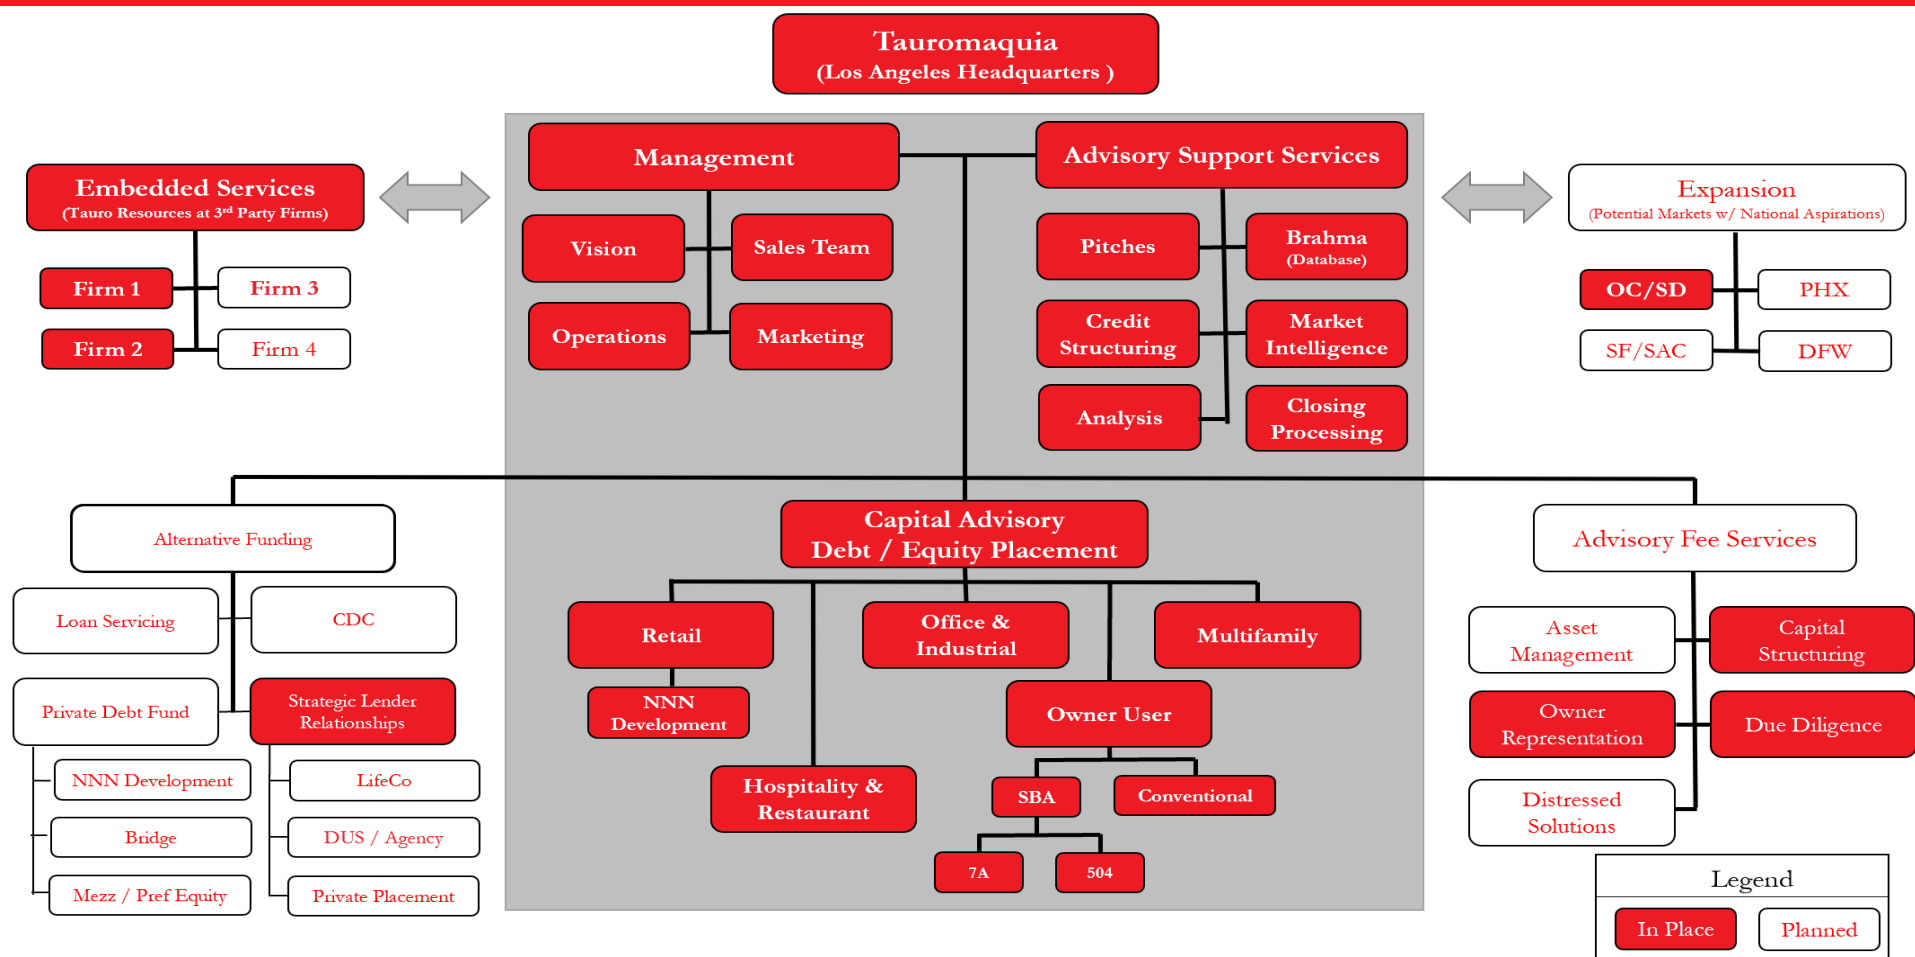 Tauromaquia
(Los Angeles Headquarters )
Management
Advisory Support Services
Embedded Services
(Tauro Resources at 3rd Party Firms)
Expansion
(Potential Markets w/ National Aspirations)
Vision
Sales Team
Pitches
Brahma
(Database)
Firm 1
Firm 3
OC/SD
PHX
Operations
Marketing
Credit
Structuring
Market
Intelligence
Firm 2
Firm 4
SF/SAC
DFW
Analysis
Closing
Processing
Alternative Funding
Capital Advisory
Debt / Equity Placement
Advisory Fee Services
Loan Servicing
CDC
Retail
Office &
Industrial
Multifamily
Asset
Management
Capital
Structuring
Private Debt Fund
Strategic Lender
Relationships
NNN
Development
Owner User
Owner
Representation
Due Diligence
NNN Development
LifeCo
Hospitality &
Restaurant
SBA
Conventional
Distressed
Solutions
Bridge
DUS / Agency
7A
504
Mezz / Pref Equity
Private Placement
Legend
In Place
Planned